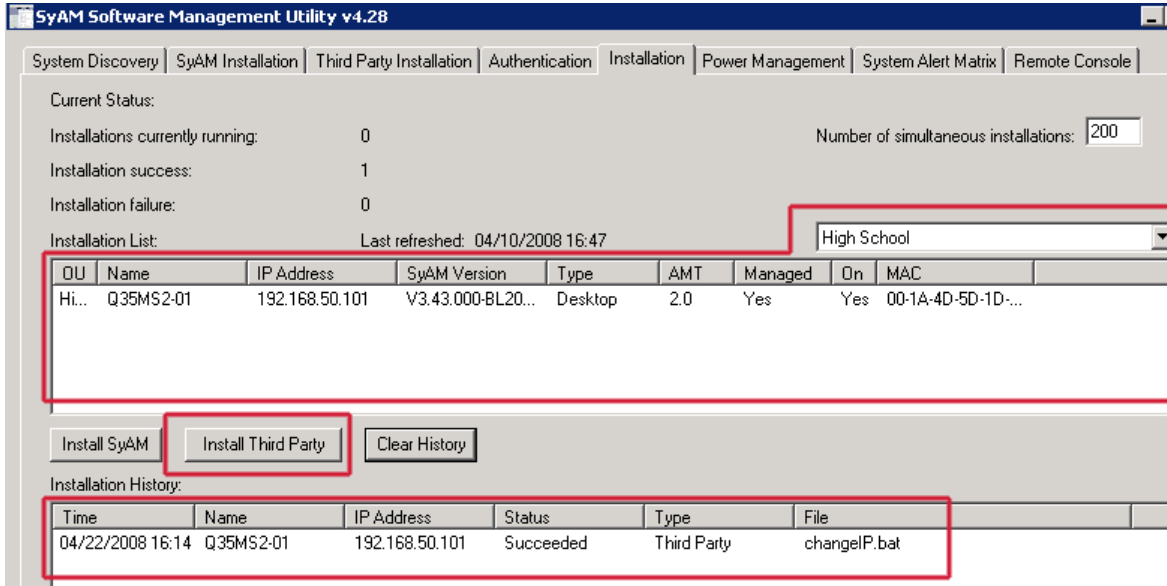 SyAM Software Management Utility v4.28
System Discovery SyAM Installation Third Party Installation Authentication Installation Power Management System Alert Matrix Remote Console
Current Status:
Installations currently running: 0 Number of simultaneous installations: 200
Installation success: 1
Installation failure: 0
Installation List: Last refreshed: 04/10/2008 16:47 High School
OU Name IP Address SyAM Version Type AMT Managed On MAC
Hi... Q35MS2-01 192.168.50.101 V3.43.000-BL20... Desktop 2.0 Yes Yes 00-1A-4D-5D-1D-...
Install SyAM Install Third Party Clear History
Installation History:
Time Name IP Address Status Type File
04/22/2008 16:14 Q35MS2-01 192.168.50.101 Succeeded Third Party changeIP.bat